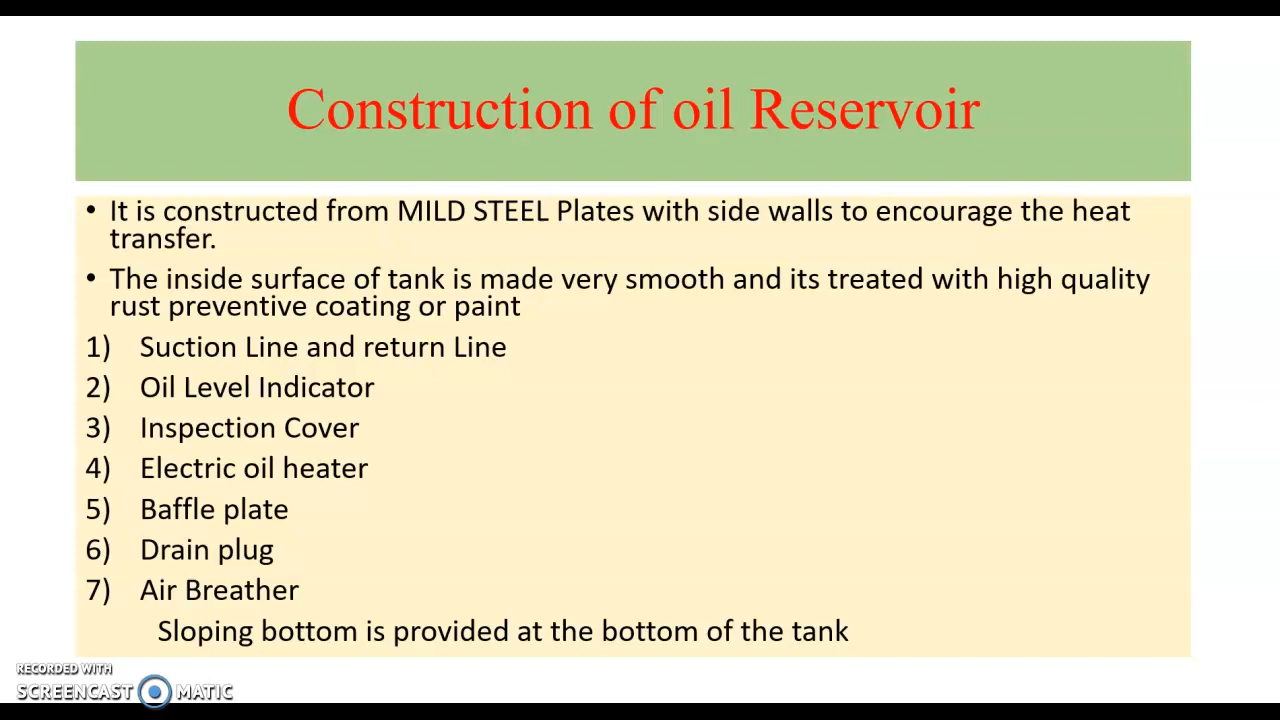 Construction of oil Reservoir
• It is constructed from MILD STEEL Plates with side walls to encourage the heat
transfer.
• The inside surface of tank is made very smooth and its treated with high quality
rust preventive coating or paint
1) Suction Line and return Line
2) Oil Level Indicator
3) Inspection Cover
4) Electric oil heater
5) Baffle plate
6) Drain plug
7) Air Breather
Sloping bottom is provided at the bottom of the tank
RECORDED WITH
SCREENCAST MATIC